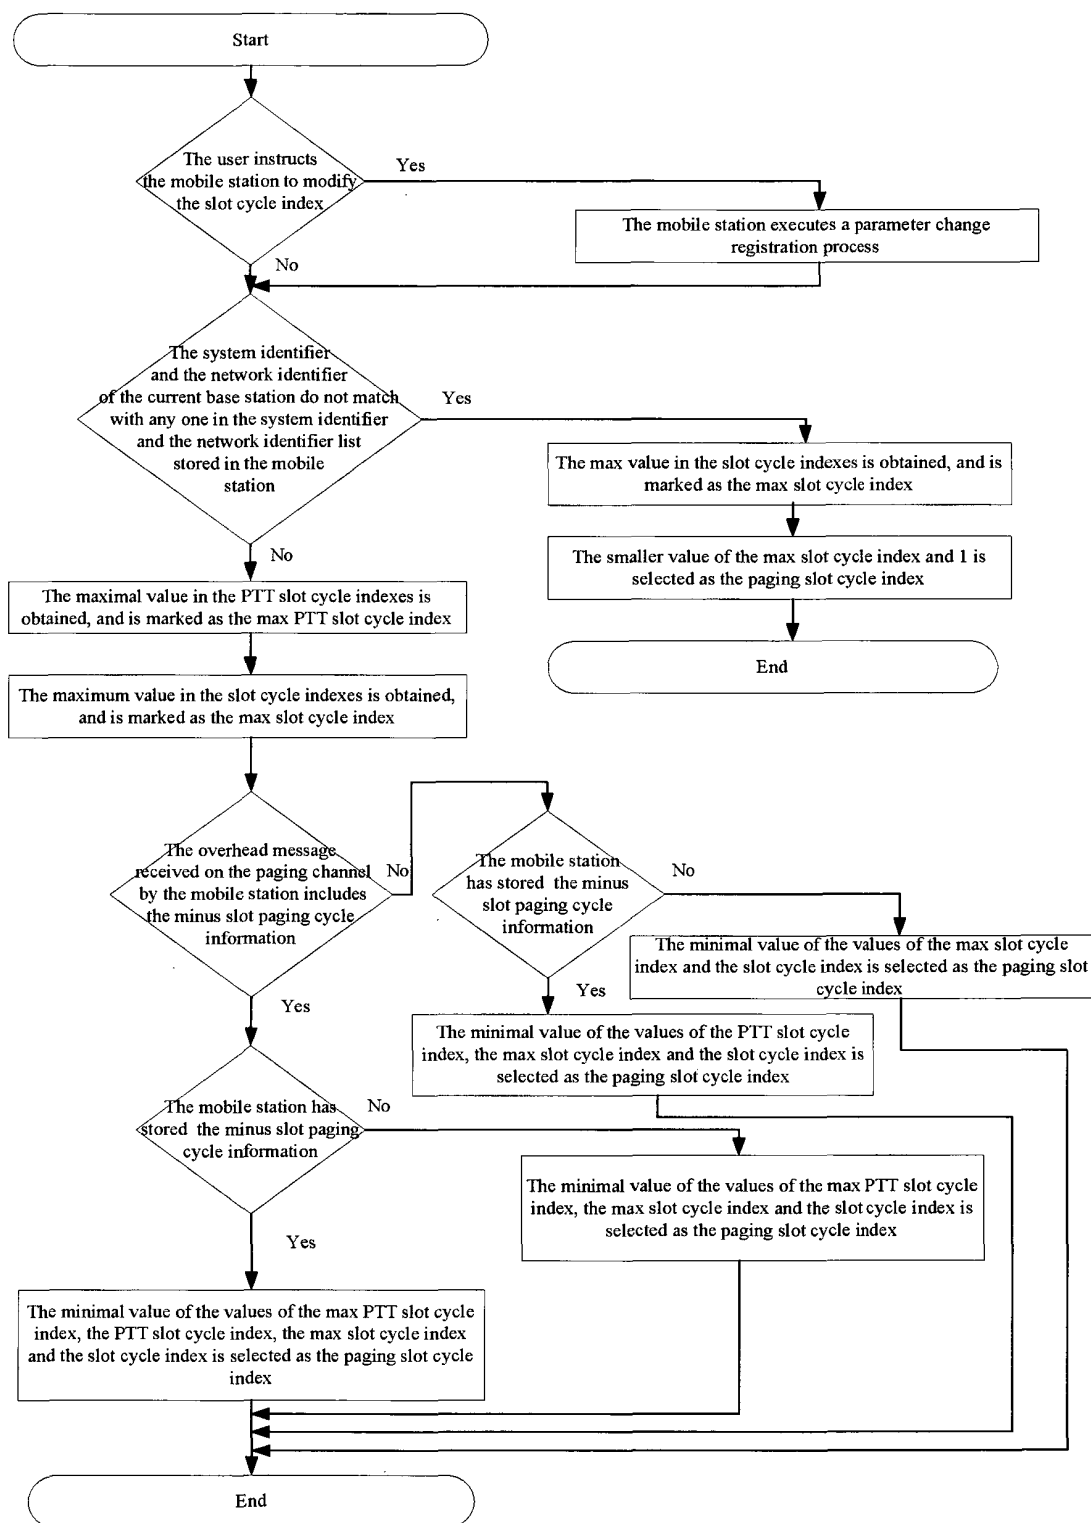 Start
The user instructs
the mobile station to modify
the slot cycle index
Yes
The mobile station executes a parameter change
registration process
No
The system identifier
and the network identifier
of the current base station do not match
with any one in the system identifier
and the network identifier list
stored in the mobile
station
Yes
The max value in the slot cycle indexes is obtained, and is
marked as the max slot cycle index
The smaller value of the max slot cycle index and 1 is
selected as the paging slot cycle index
End
No
The maximal value in the PTT slot cycle indexes is
obtained, and is marked as the max PTT slot cycle index
The maximum value in the slot cycle indexes is obtained,
and is marked as the max slot cycle index
The overhead message
received on the paging channel
by the mobile station includes
the minus slot paging cycle
information
No
The mobile station
has stored the minus
slot paging cycle
information
No
The minimal value of the values of the max slot cycle
index and the slot cycle index is selected as the paging slot
cycle index
Yes
The minimal value of the values of the PTT slot cycle
index, the max slot cycle index and the slot cycle index is
selected as the paging slot cycle index
Yes
The mobile station has
stored the minus slot paging
cycle information
No
The minimal value of the values of the max PTT slot cycle
index, the max slot cycle index and the slot cycle index is
selected as the paging slot cycle index
Yes
The minimal value of the values of the max PTT slot cycle
index, the PTT slot cycle index, the max slot cycle index
and the slot cycle index is selected as the paging slot cycle
index
End